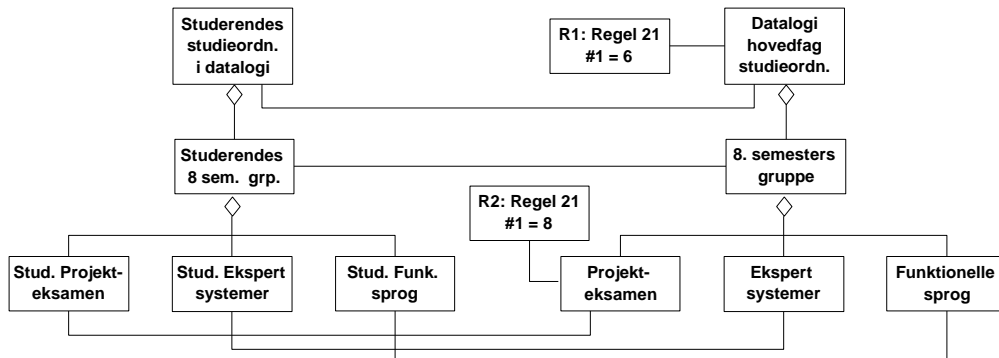 Studerendes
studieordn.
i datalogi
R1: Regel 21
#1 = 6
Datalogi
hovedfag
studieordn.
Studerendes
8 sem. grp.
8. semesters
gruppe
R2: Regel 21
#1 = 8
Stud. Projekt-
eksamen
Stud. Ekspert
systemer
Stud. Funk.
sprog
Projekt-
eksamen
Ekspert
systemer
Funktionelle
sprog